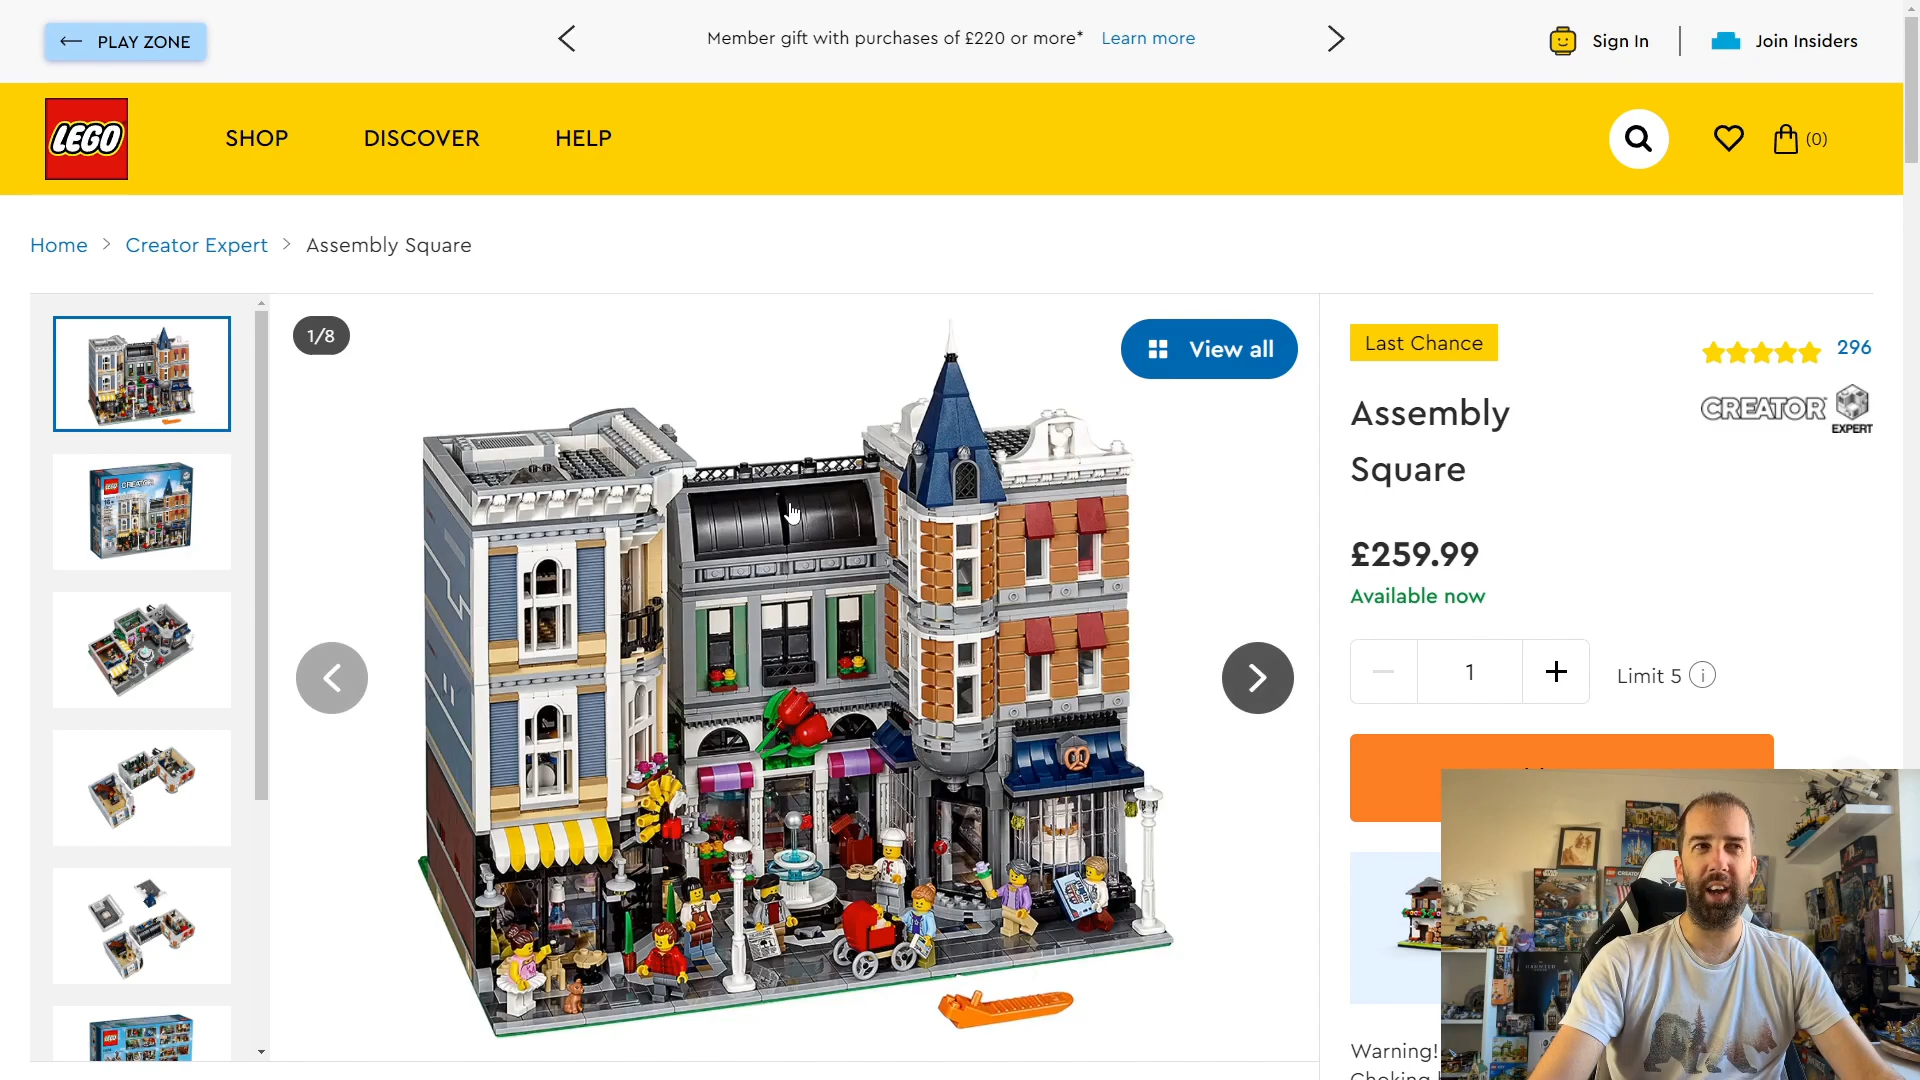 PLAY ZONE
Member gift with purchases of £220 or more* Learn more
Sign In
Join Insiders
LEGO
SHOP
DISCOVER
HELP
(0)
Home > Creator Expert > Assembly Square
1/8
View all
Last Chance
296
Assembly
Square
CREATOR
EXPERT
£259.99
Available now
1
Limit 5
Warning!